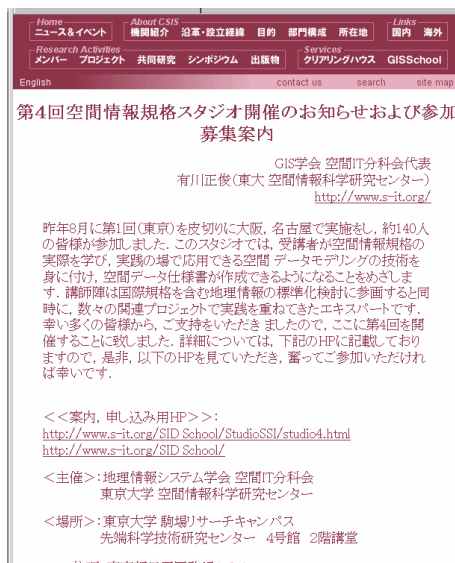 Home About CSIS Links
ニュース&イベント 機関紹介 沿革・設立経緯 目的 部門構成 所在地 国内 海外
Research Activities Services
メンバー プロジェクト 共同研究 シンポジウム 出版物 クリアリングハウス GISSchool
English contact us search site map
第4回空間情報規格スタジオ開催のお知らせおよび参加
募集案内
GIS学会 空間IT分科会代表
有川正俊(東大 空間情報科学研究センター)
http://www.s-it.org/
昨年8月に第1回(東京)を皮切りに大阪, 名古屋で実施をし, 約140人
の皆様が参加しました. このスタジオでは, 受講者が空間情報規格の
実際を学び, 実践の場で応用できる空間 データモデリングの技術を
身に付け, 空間データ仕様書が作成できるようになることをめざしま
す. 講師陣は国際規格を含む地理情報の標準化検討に参画すると同
時に, 数々の関連プロジェクトで実践を重ねてきたエキスパートです.
幸い多くの皆様から, ご支持をいただき ましたので, ここに第4回を開
催することに致しました. 詳細については, 下記のHPに記載しており
ますので, 是非, 以下のHPを見ていただき, 奮ってご参加いただけれ
ば幸いです.
<<案内, 申し込み用HP>>:
http://www.s-it.org/SID School/StudioSSI/studio4.html
http://www.s-it.org/SID School/
<主催>:地理情報システム学会 空間IT分科会
東京大学 空間情報科学研究センター
<場所>:東京大学 駒場リサーチキャンパス
先端科学技術研究センター 4号館 2階講堂